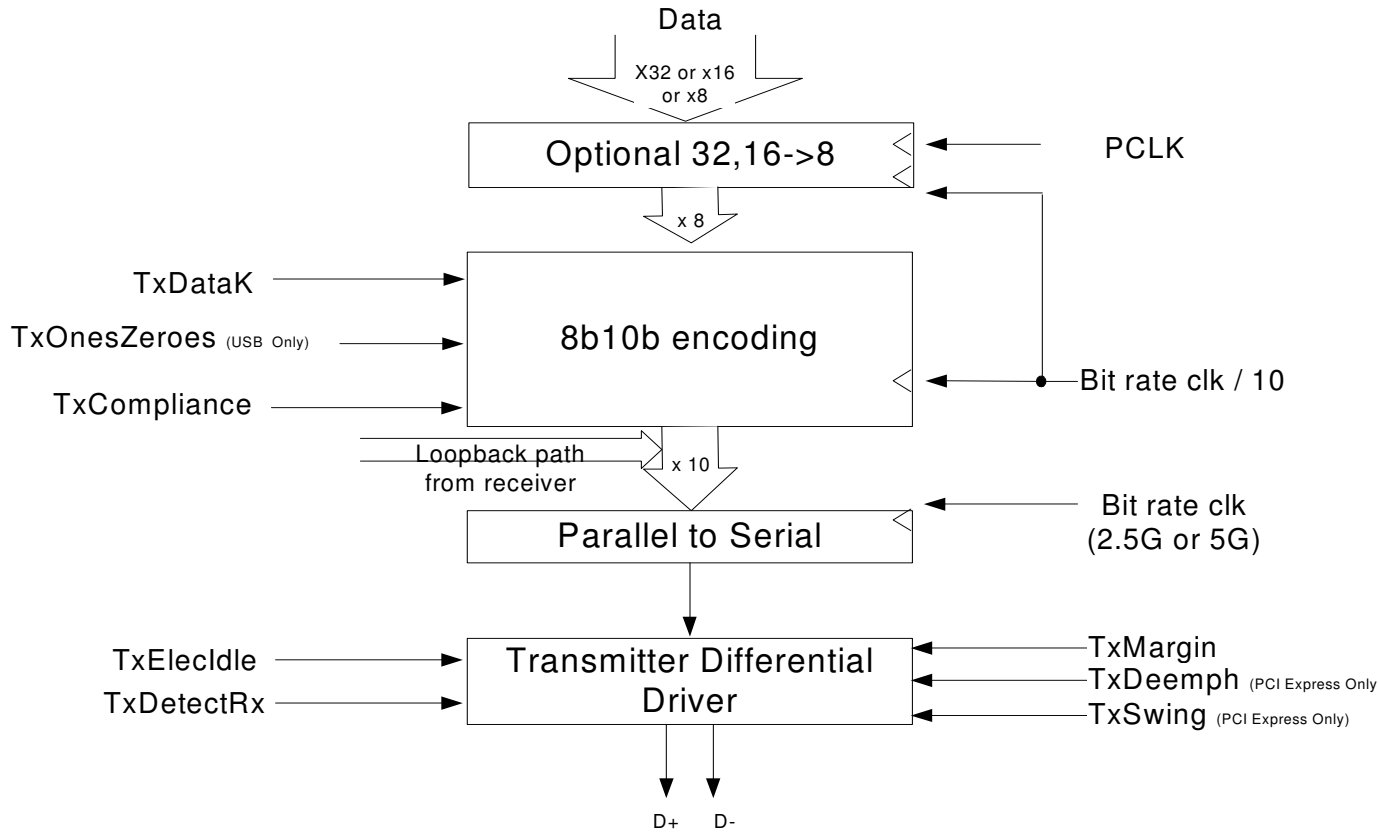 Data
X32 or x16
or x8
Optional 32,16->8
PCLK
x 8
TxDataK
TxOnesZeroes (USB Only)
8b10b encoding
Bit rate clk / 10
TxCompliance
Loopback path
from receiver
x 10
Bit rate clk
(2.5G or 5G)
Parallel to Serial
TxElecIdle
TxDetectRx
Transmitter Differential
Driver
TxMargin
TxDeemph (PCI Express Only
TxSwing (PCI Express Only)
D+ D-